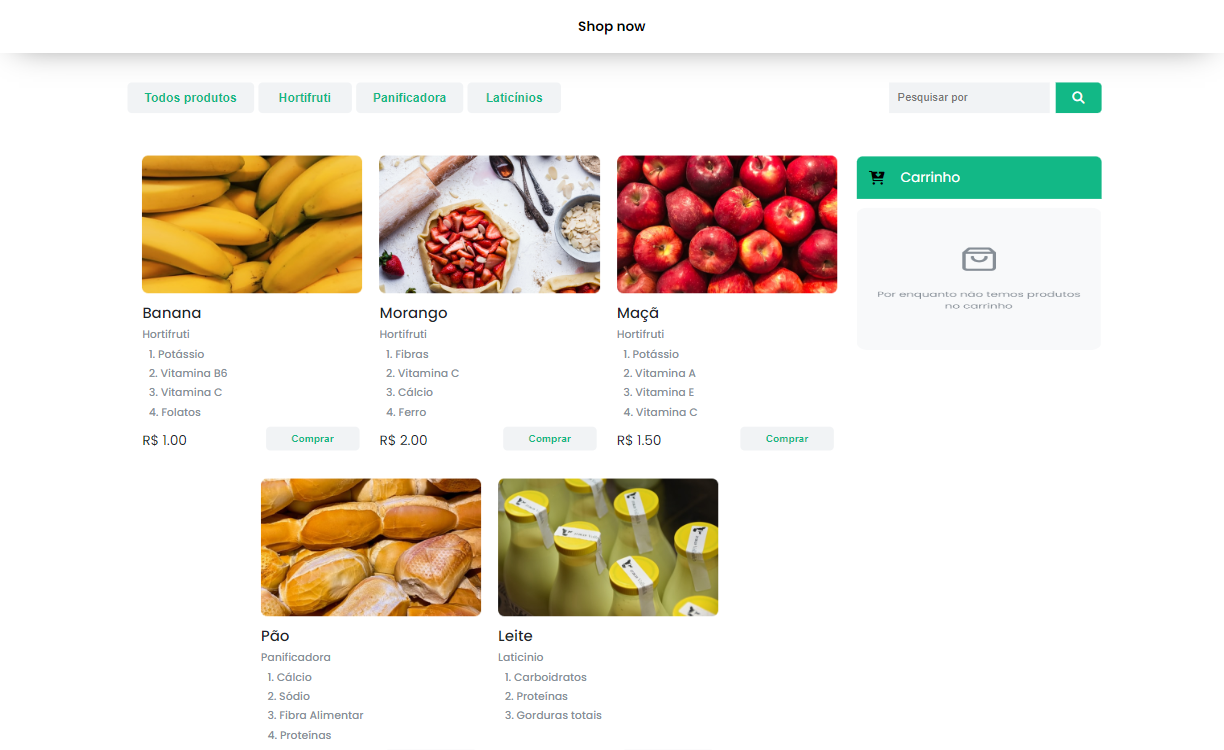 Shop now
Todos produtos
Hortifruti
Panificadora
Laticínios
Pesquisar por
Carrinho
Por enquanto não temos produtos
no carrinho
Banana
Hortifruti
1. Potássio
2. Vitamina B6
3. Vitamina C
4. Folatos
R$ 1.00
Comprar
Morango
Hortifruti
1. Fibras
2. Vitamina C
3. Cálcio
4. Ferro
R$ 2.00
Comprar
Maçã
Hortifruti
1. Potássio
2. Vitamina A
3. Vitamina E
4. Vitamina C
R$ 1.50
Comprar
Pão
Panificadora
1. Cálcio
2. Sódio
3. Fibra Alimentar
4. Proteínas
Leite
Laticinio
1. Carboidratos
2. Proteínas
3. Gorduras totais